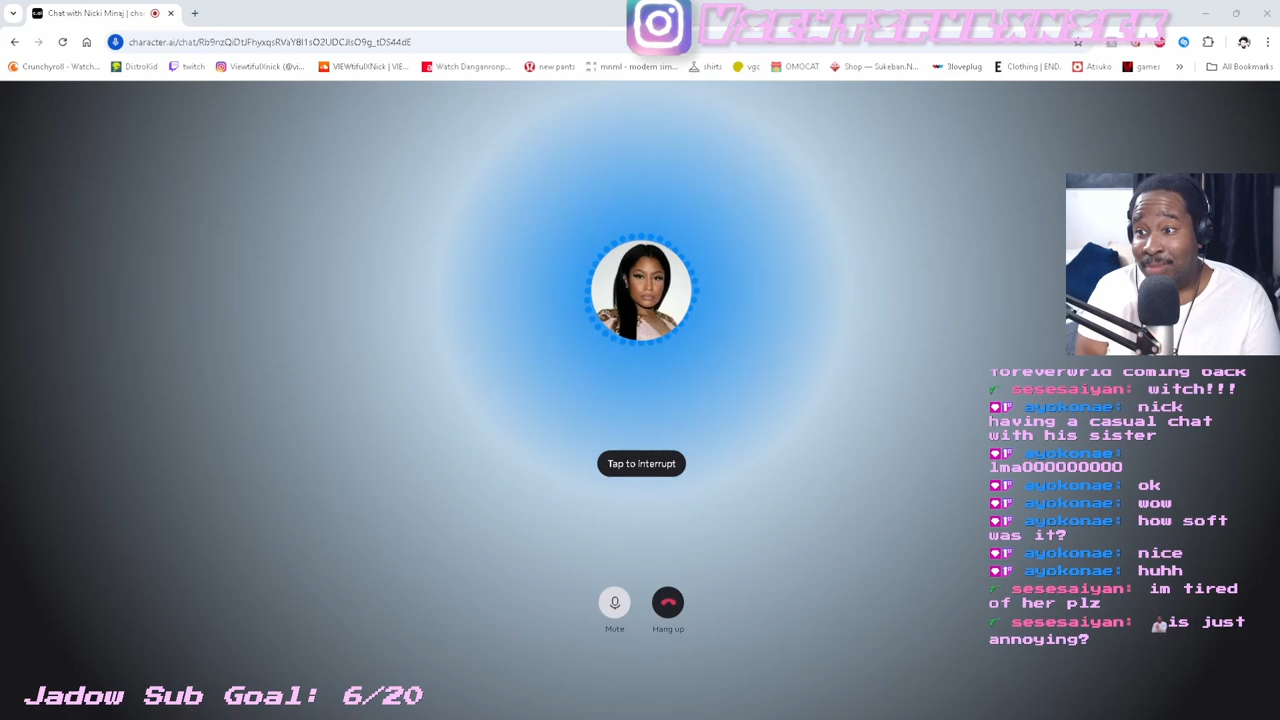 Chat with Nicki Minaj | chara
character.ai/chat/Rb9nzQiDtJFhyxqsRVaY8I1sO2UDCJIsO9g_tDS44dE
Crunchyroll - Watch...
DistroKid
twitch
ViewtifulXNick (@vi...
VIEWtifulXNick | VIE...
Watch Danganronp...
new pants
mnml - modern sim...
shirts
vgc
OMOCAT
Shop — Sukeban.N...
3loveplug
Clothing | END.
Atsuko
games
All Bookmarks
foreverwrld coming back
sesesaiyan: witch!!!
ayokonae: nick
having a casual chat
with his sister
ayokonae:
lmaOOOOOOOOO
ayokonae: ok
ayokonae: wow
ayokonae: how soft
was it?
ayokonae: nice
ayokonae: huhh
sesesaiyan: im tired
of her plz
sesesaiyan: is just
annoying?
Tap to interrupt
Mute
Hang up
Jadow Sub Goal: 6/20